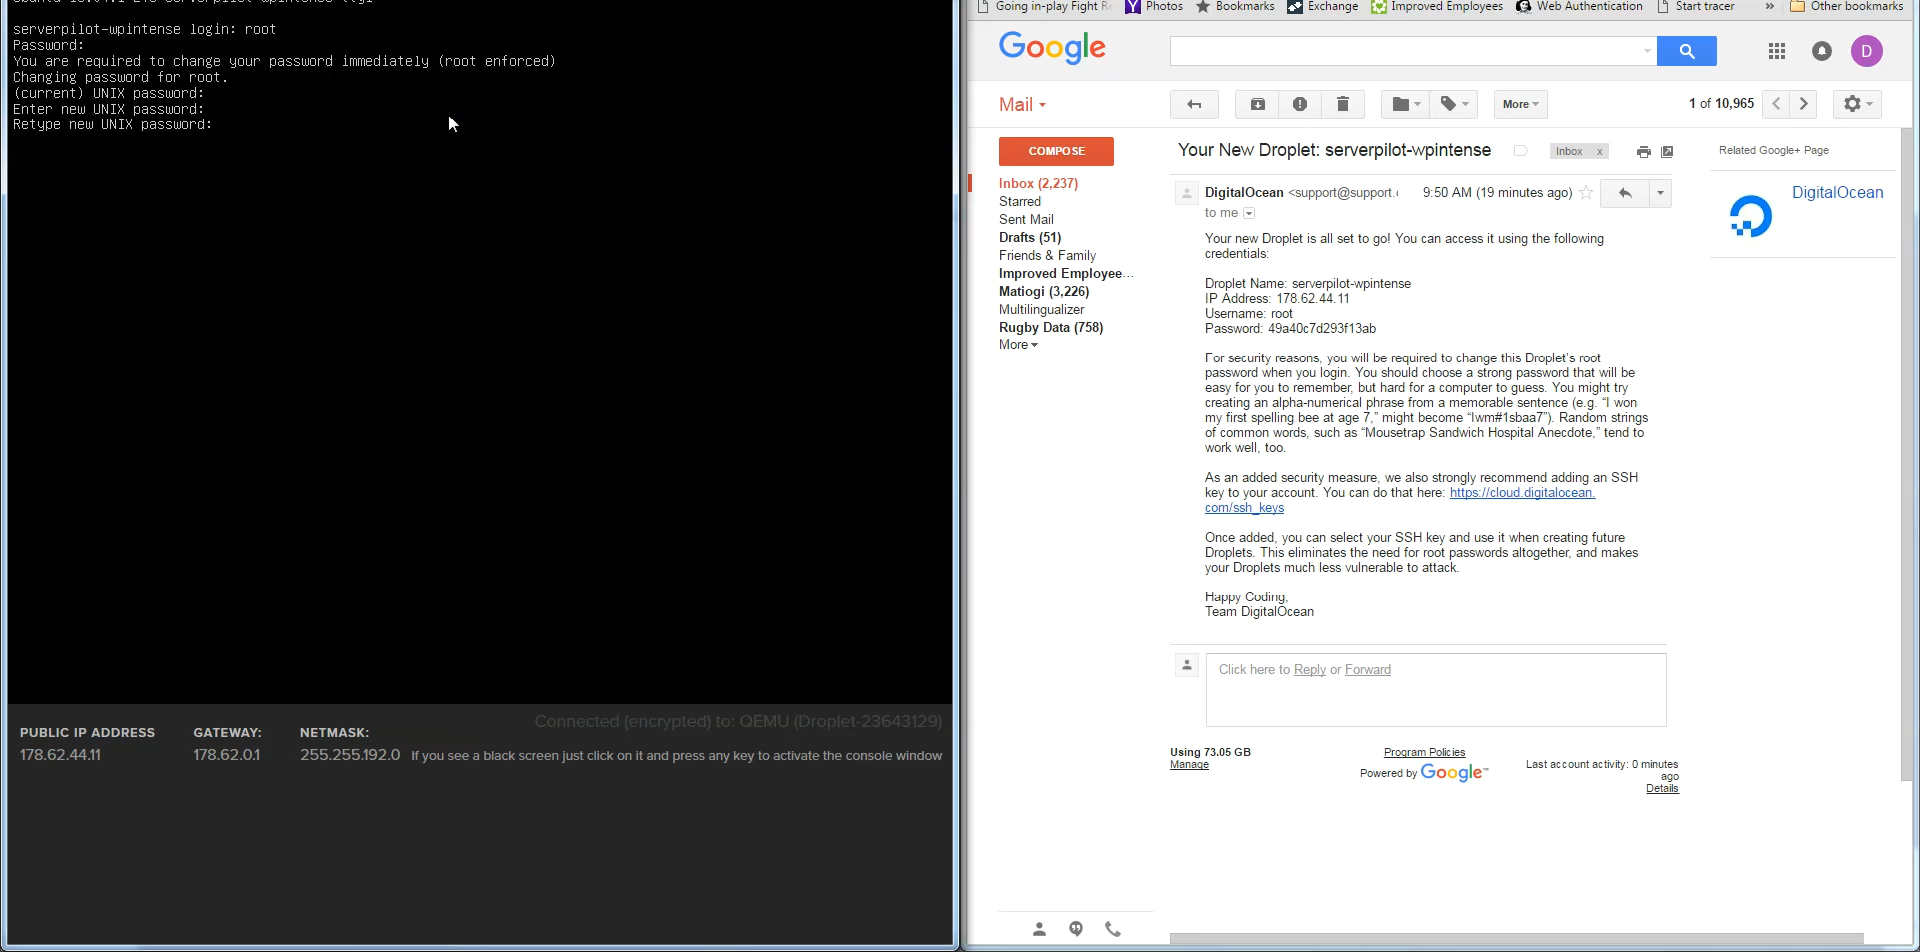 serverpilot-wpintense login: root
Password:
You are required to change your password immediately (root enforced)
Changing password for root.
(current) UNIX password:
Enter new UNIX password:
Retype new UNIX password:
Connected (encrypted) to: QEMU (Droplet-23643129)
PUBLIC IP ADDRESS GATEWAY: NETMASK:
178.62.44.11 178.62.0.1 255.255.192.0 If you see a black screen just click on it and press any key to activate the console window
Going in-play Fight Photos Bookmarks Exchange Improved Employees Web Authentication Start tracer » Other bookmarks
Google
D
Mail
More
1 of 10,965
COMPOSE
Inbox (2,237)
Starred
Sent Mail
Drafts (51)
Friends & Family
Improved Employee...
Matiogi (3,226)
Multilingualizer
Rugby Data (758)
More
Your New Droplet: serverpilot-wpintense
Inbox x
DigitalOcean <support@support.
9:50 AM (19 minutes ago)
to me
Your new Droplet is all set to go! You can access it using the following
credentials:
Droplet Name: serverpilot-wpintense
IP Address: 178.62.44.11
Username: root
Password: 49a40c7d293f13ab
For security reasons, you will be required to change this Droplet's root
password when you login. You should choose a strong password that will be
easy for you to remember, but hard for a computer to guess. You might try
creating an alpha-numerical phrase from a memorable sentence (e.g. “I won
my first spelling bee at age 7,” might become “Iwm#1sbaa7”). Random strings
of common words, such as “Mousetrap Sandwich Hospital Anecdote,” tend to
work well, too.
As an added security measure, we also strongly recommend adding an SSH
key to your account. You can do that here: https://cloud.digitalocean.
com/ssh_keys
Once added, you can select your SSH key and use it when creating future
Droplets. This eliminates the need for root passwords altogether, and makes
your Droplets much less vulnerable to attack.
Happy Coding,
Team DigitalOcean
Click here to Reply or Forward
Using 73.05 GB
Manage
Program Policies
Powered by Google™
Last account activity: 0 minutes
ago
Details
Related Google+ Page
DigitalOcean